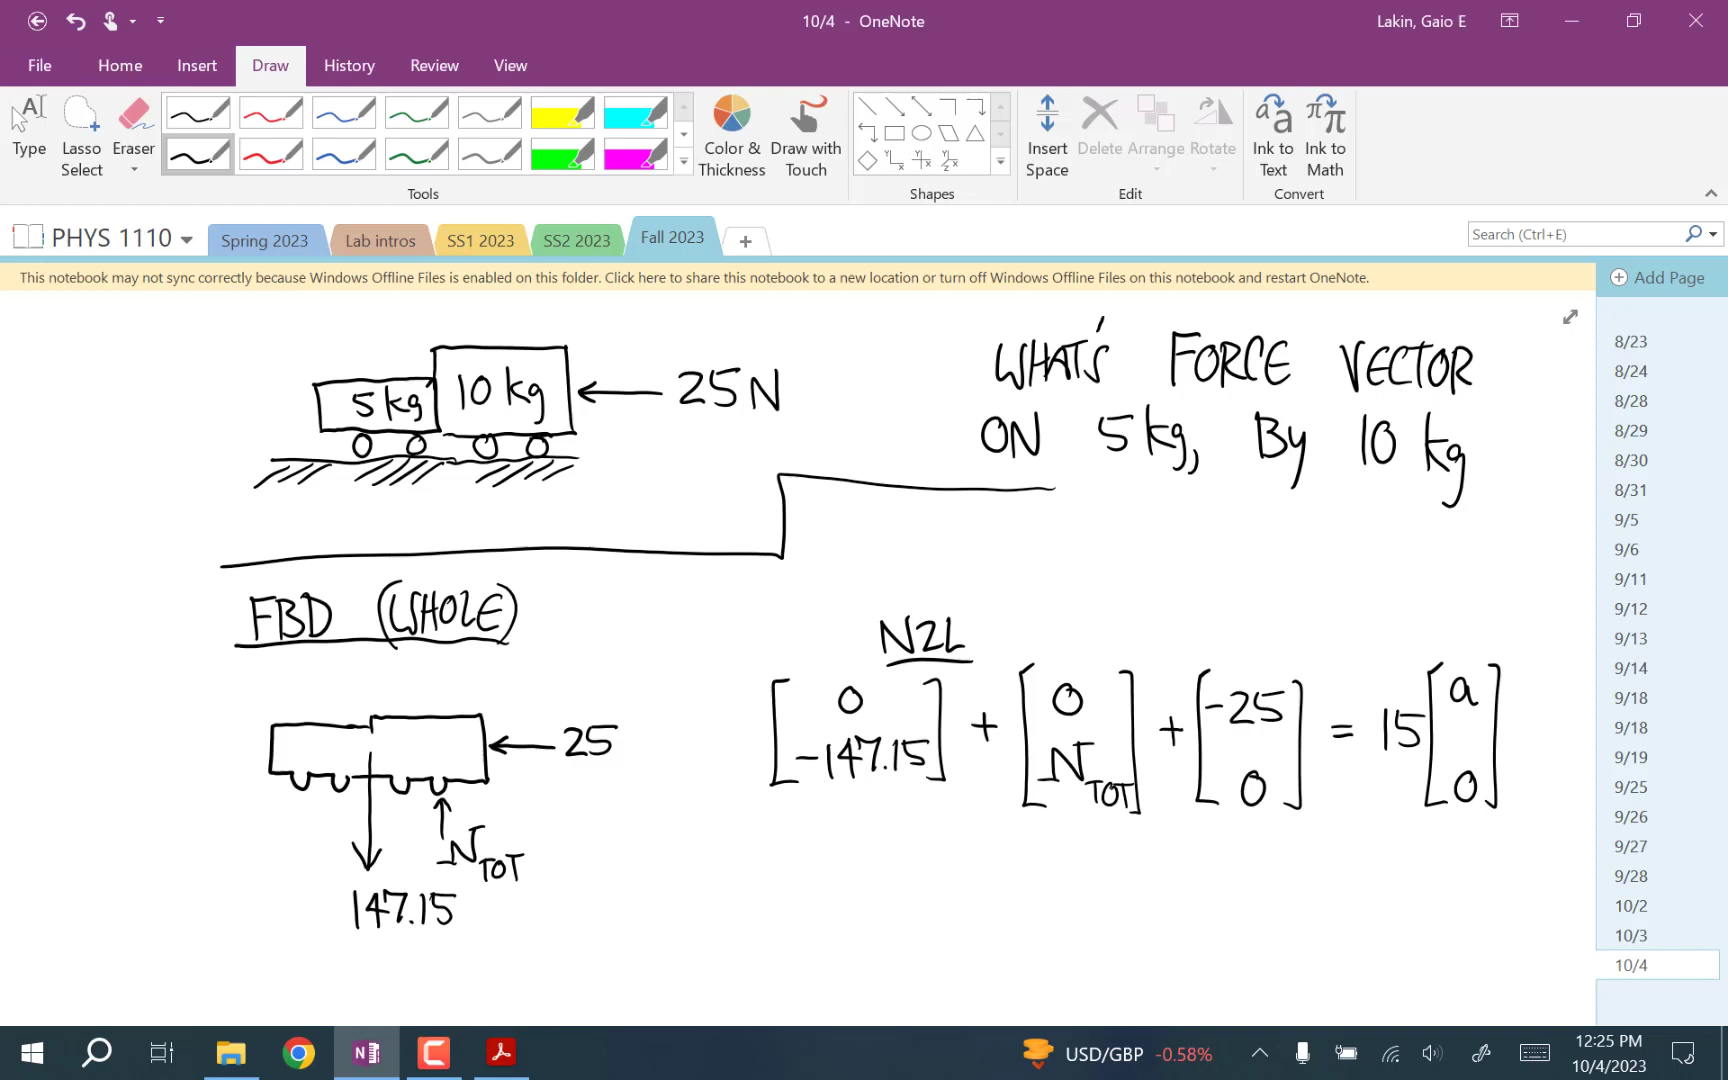 10/4 - OneNote
Lakin, Gaio E
File Home Insert Draw History Review View
Type
Lasso Select
Eraser
Color & Thickness
Draw with Touch
Insert Space
Delete Arrange Rotate
Ink to Text
Ink to Math
Tools Shapes Edit Convert
PHYS 1110 Spring 2023 Lab intros SS1 2023 SS2 2023 Fall 2023
Search (Ctrl+E)
This notebook may not sync correctly because Windows Offline Files is enabled on this folder. Click here to share this notebook to a new location or turn off Windows Offline Files on this notebook and restart OneNote.
Add Page
8/23
8/24
8/28
8/29
8/30
8/31
9/5
9/6
9/11
9/12
9/13
9/14
9/18
9/18
9/19
9/25
9/26
9/27
9/28
10/2
10/3
10/4
5 kg 10 kg ← 25 N
WHAT'S FORCE VECTOR
ON 5 kg, By 10 kg
FBD (WHOLE)
25
N TOT
147.15
N2L
[0 -147.15] + [0 N TOT] + [-25 0] = 15 [a 0]
USD/GBP -0.58%
12:25 PM
10/4/2023